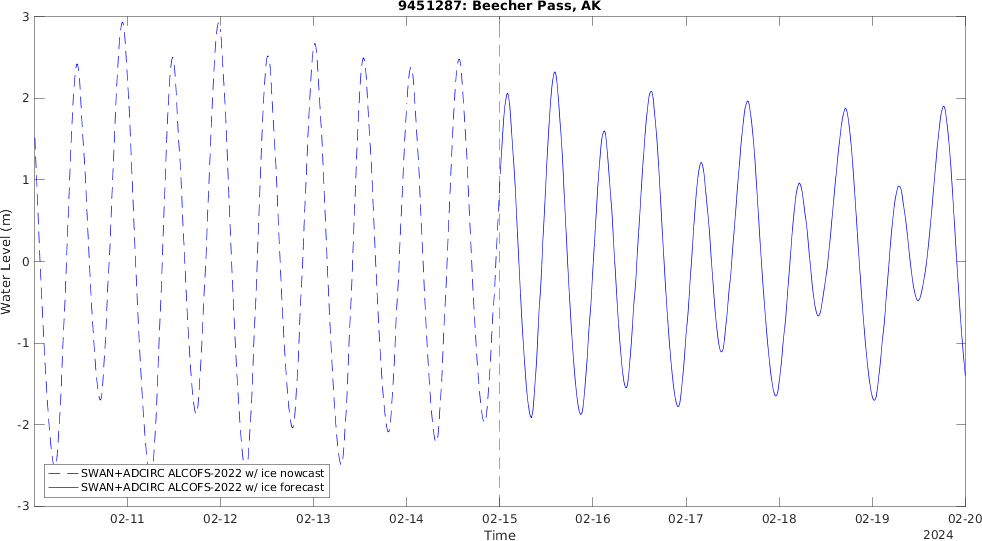 9451287: Beecher Pass, AK
Water Level (m)
3
2
1
0
-1
-2
-3
SWAN+ADCIRC ALCOFS-2022 w/ ice nowcast
SWAN+ADCIRC ALCOFS-2022 w/ ice forecast
02-11 02-12 02-13 02-14 02-15 02-16 02-17 02-18 02-19 02-20
Time
2024